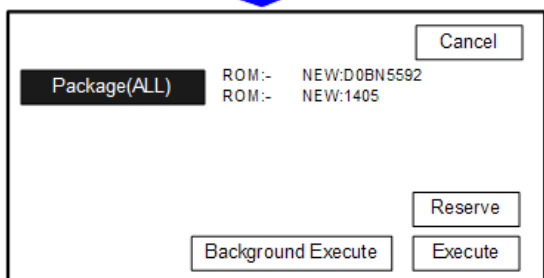 Cancel
Package(ALL)
ROM:- NEW:D0BN5592
ROM:- NEW:1405
Reserve
Background Execute
Execute